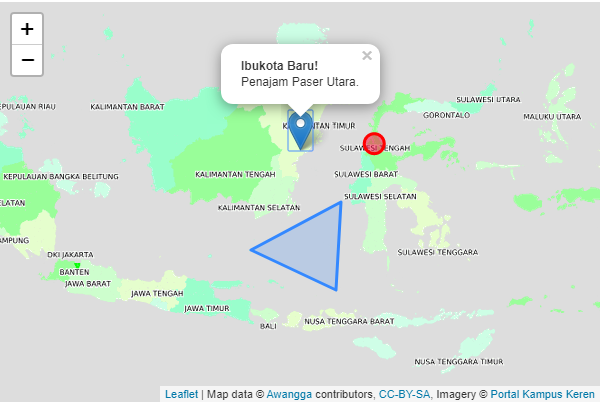 +
−
×
Ibukota Baru!
Penajam Paser Utara.
KALIMANTAN BARAT
SULAWESI UTARA
EPULAUAN RIAU
GORONTALO
MALUKU UTARA
TAN TIMUR
SULAWESI TENGAH
KALIMANTAN TENGAH
SULAWESI BARAT
KEPULAUAN BANGKA BELITUNG
SULAWESI SELATAN
ELATAN
KALIMANTAN SELATAN
AMPUNG
SULAWESI TENGGARA
DKI JAKARTA
BANTEN
JAWA BARAT
JAWA TENGAH
JAWA TIMUR
BALI
NUSA TENGGARA BARAT
NUSA TENGGARA TIMUR
Leaflet | Map data © Awangga contributors, CC-BY-SA, Imagery © Portal Kampus Keren